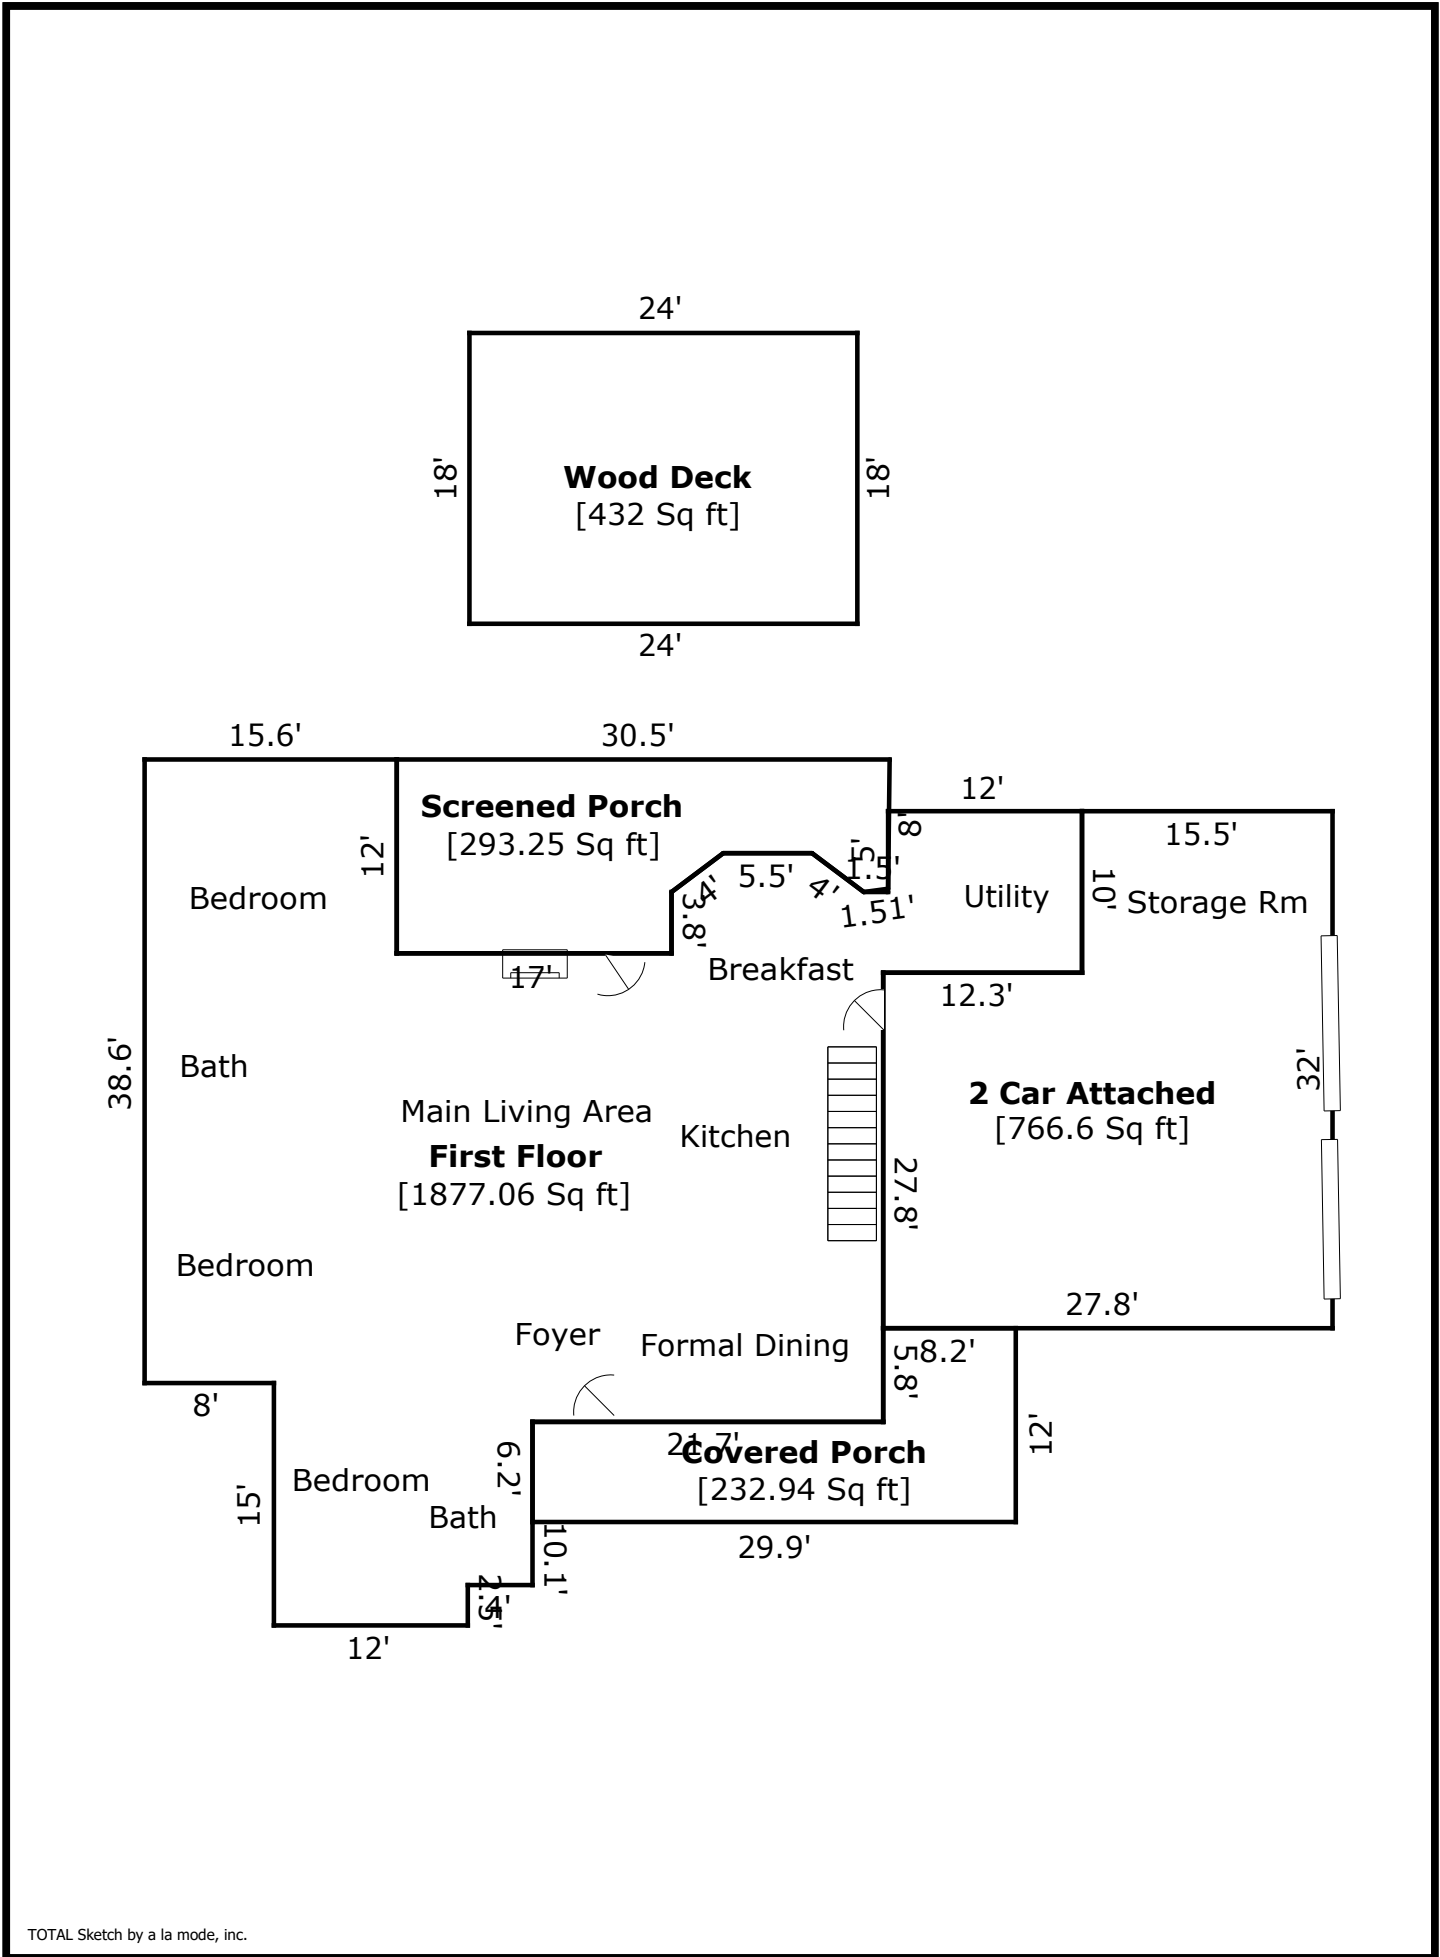 24'
18'
18'
Wood Deck
[432 Sq ft]
24'
15.6'
30.5'
12'
Screened Porch
[293.25 Sq ft]
12'
8'
5'
1.5'
15.5'
5.5'
4'
4'
3.8'
1.51'
Bedroom
Utility
10'
Storage Rm
17'
Breakfast
12.3'
38.6'
Bath
32'
2 Car Attached
[766.6 Sq ft]
Main Living Area
Kitchen
First Floor
[1877.06 Sq ft]
27.8'
Bedroom
27.8'
Foyer
Formal Dining
5.8'
8.2'
8'
21.7'
12'
6.2'
Covered Porch
[232.94 Sq ft]
Bedroom
15'
Bath
29.9'
10.1'
2.5'
4'
12'
TOTAL Sketch by a la mode, inc.